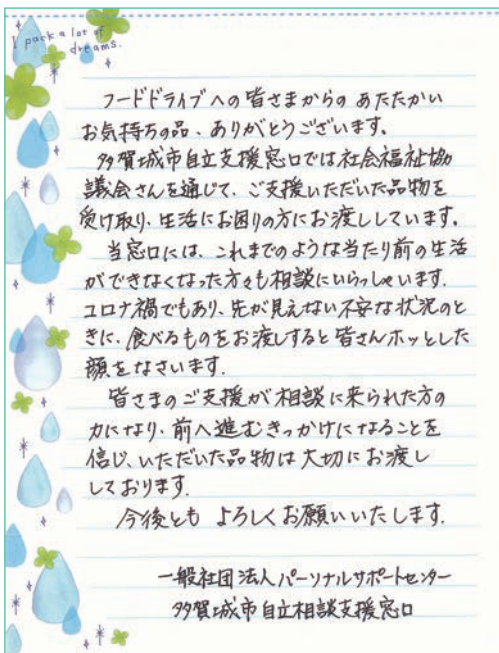 I pack a lot of
dreams.
フードドライブへの皆さまからの あたたかい
お気持ちの品、ありがとうございます。
多賀城市自立支援窓口では社会福祉協
議会さんを通じて、ご支援いただいた品物を
受け取り、生活にお困りの方にお渡ししています。
当窓口には、これまでのような当たり前の生活
ができなくなった方々も相談にいらっしゃいます。
コロナ禍でもあり、先が見えない不安な状況のと
きに、食べるものをお渡しすると皆さんホッとした
顔をなさいます。
皆さまのご支援が相談に来られた方の
力になり、前へ進むきっかけになることを
信じ、いただいた品物は大切にお渡し
しております。
今後とも よろしくお願いいたします。
一般社団法人パーソナルサポートセンター
多賀城市自立相談支援窓口